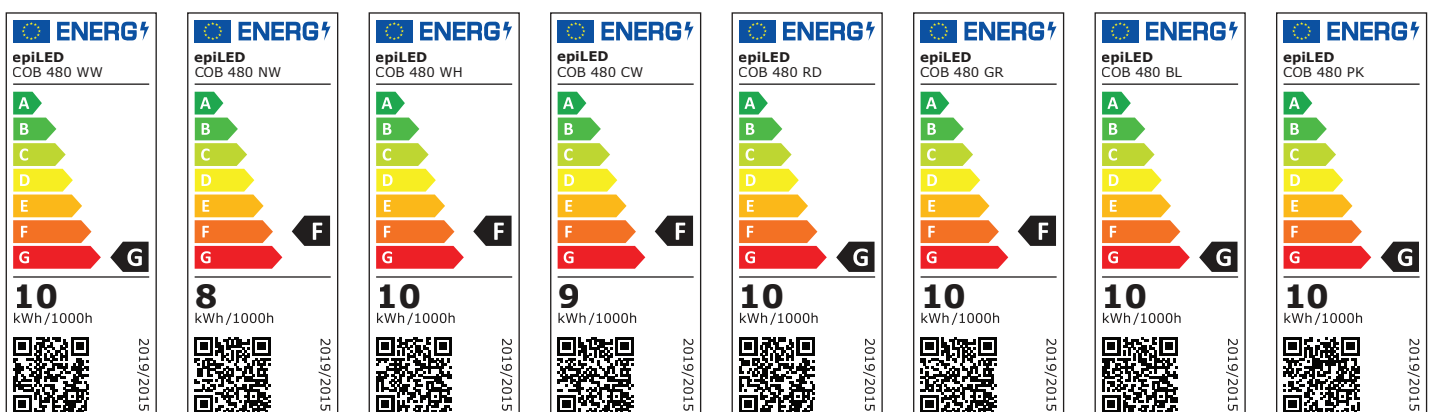 ENERG
epiLED
COB 480 WW
A
B
C
D
E
F
G
G
10
kWh/1000h
2019/2015
ENERG
epiLED
COB 480 NW
A
B
C
D
E
F
F
G
8
kWh/1000h
2019/2015
ENERG
epiLED
COB 480 WH
A
B
C
D
E
F
F
G
10
kWh/1000h
2019/2015
ENERG
epiLED
COB 480 CW
A
B
C
D
E
F
F
G
9
kWh/1000h
2019/2015
ENERG
epiLED
COB 480 RD
A
B
C
D
E
F
G
G
10
kWh/1000h
2019/2015
ENERG
epiLED
COB 480 GR
A
B
C
D
E
F
F
G
10
kWh/1000h
2019/2015
ENERG
epiLED
COB 480 BL
A
B
C
D
E
F
G
G
10
kWh/1000h
2019/2015
ENERG
epiLED
COB 480 PK
A
B
C
D
E
F
G
G
10
kWh/1000h
2019/2015